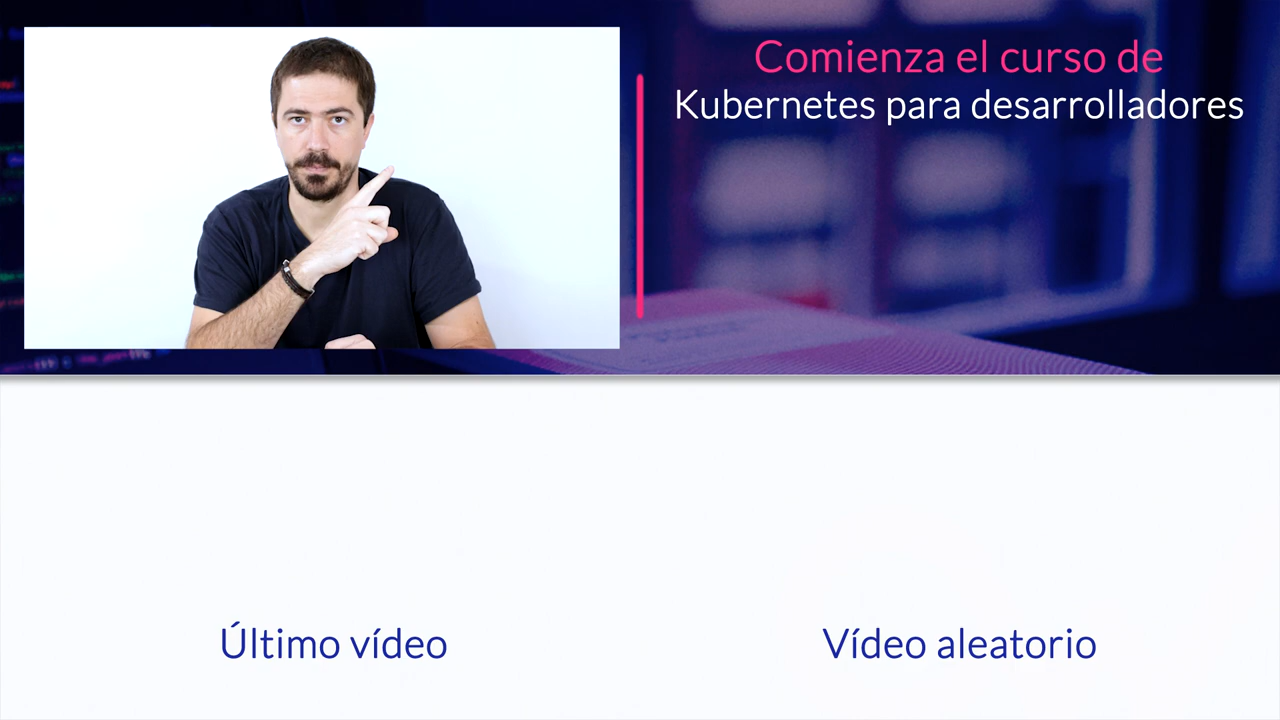 Comienza el curso de
Kubernetes para desarrolladores
Último vídeo
Vídeo aleatorio